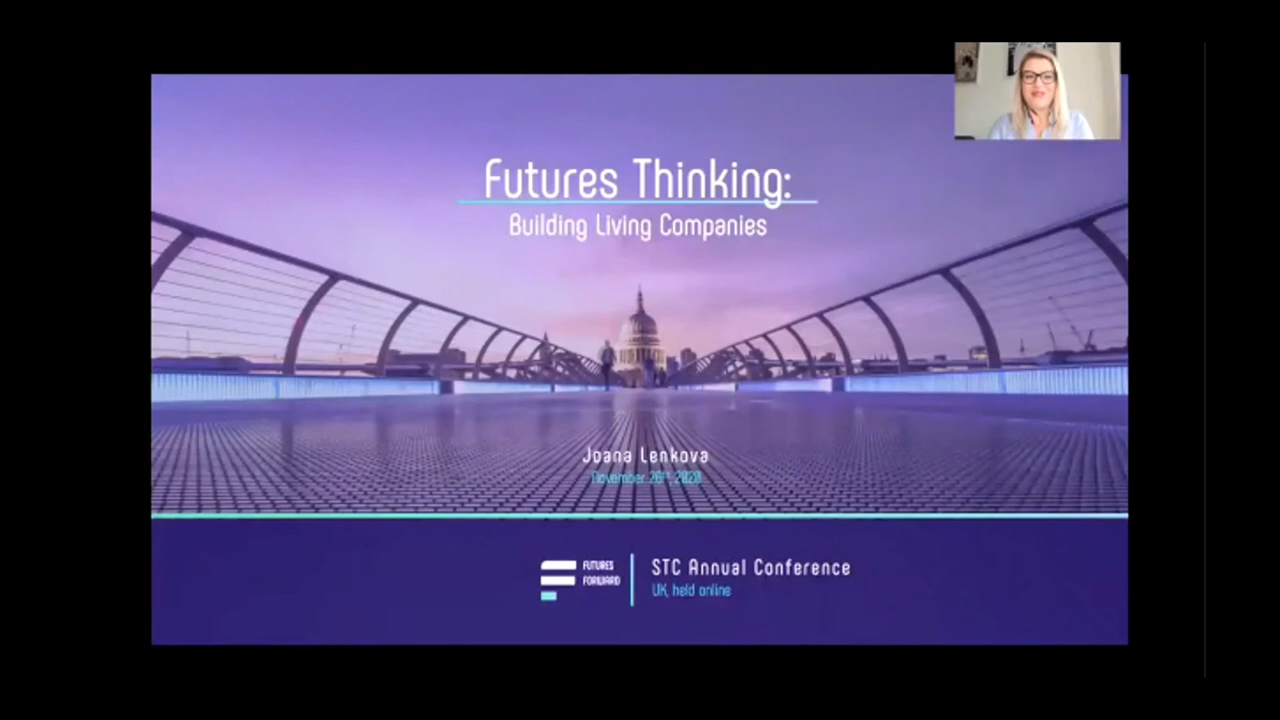 Futures Thinking:
Building Living Companies
Joana Lenkova
November 26th, 2020
FUTURES
FORWARD
STC Annual Conference
UK, held online